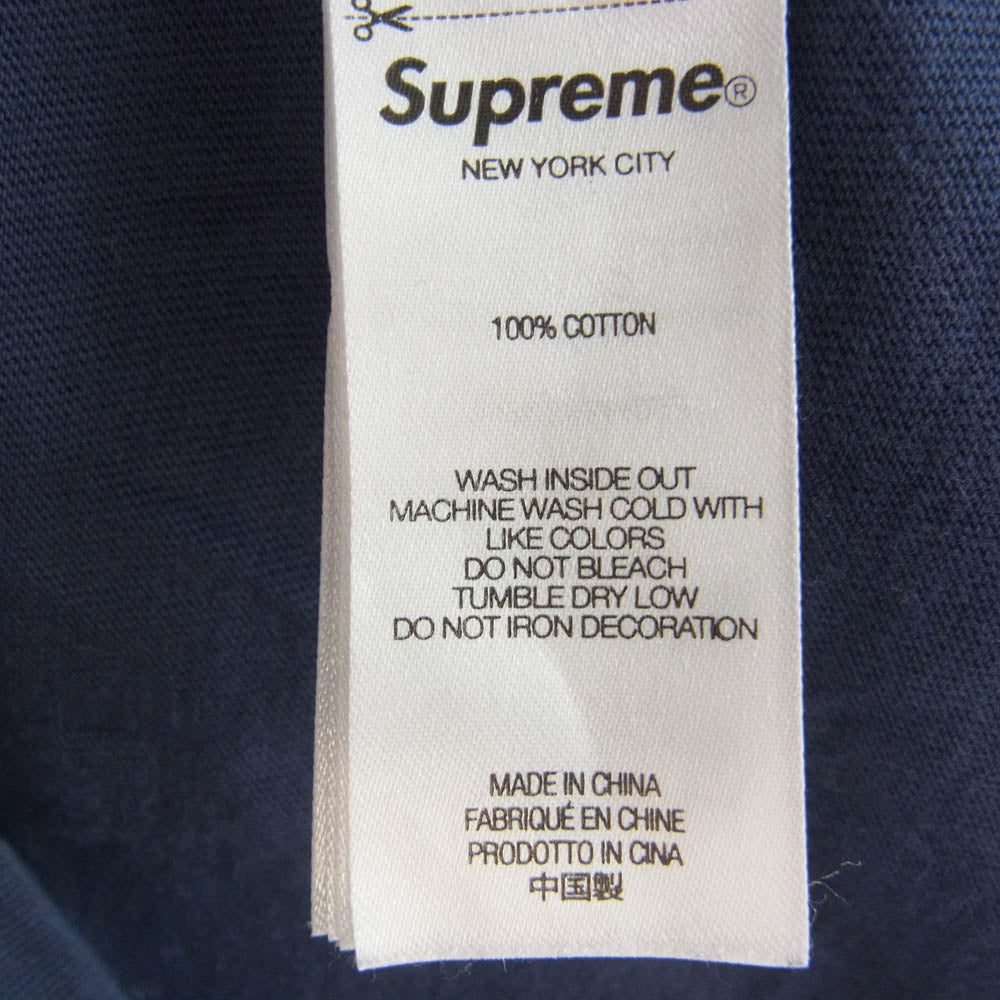 Supreme®
NEW YORK CITY
100% COTTON
WASH INSIDE OUT
MACHINE WASH COLD WITH
LIKE COLORS
DO NOT BLEACH
TUMBLE DRY LOW
DO NOT IRON DECORATION
MADE IN CHINA
FABRIQUÉ EN CHINE
PRODOTTO IN CINA
中国製